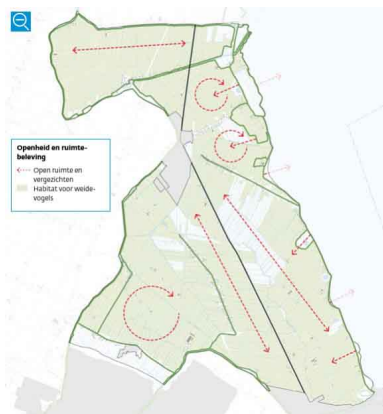 Openheid en ruimte-
beleving
Open ruimte en
vergezichten
Habitat voor weide-
vogels